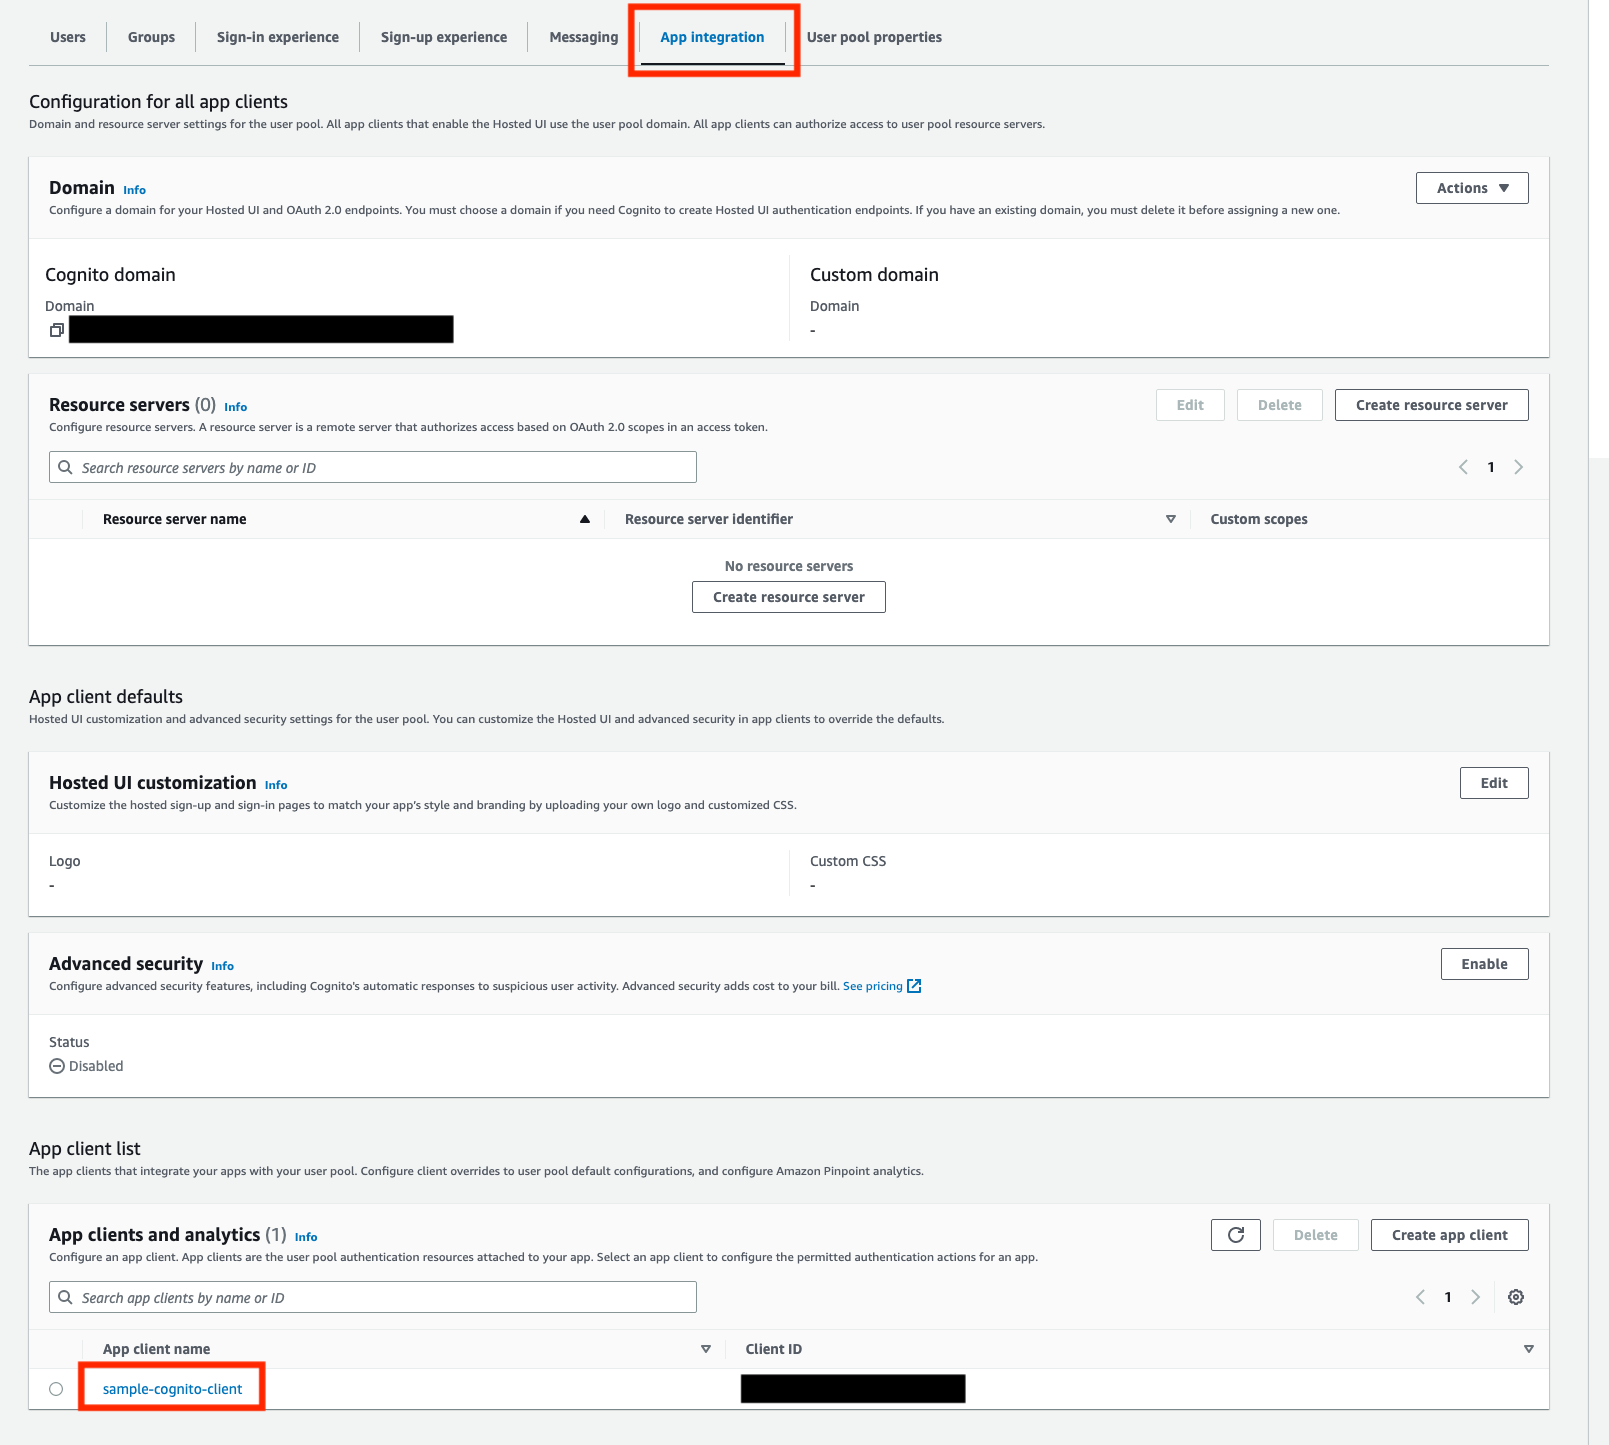 Users Groups Sign-in experience Sign-up experience Messaging App integration User pool properties
Configuration for all app clients
Domain and resource server settings for the user pool. All app clients that enable the Hosted UI use the user pool domain. All app clients can authorize access to user pool resource servers.
Domain Info
Actions
Configure a domain for your Hosted UI and OAuth 2.0 endpoints. You must choose a domain if you need Cognito to create Hosted UI authentication endpoints. If you have an existing domain, you must delete it before assigning a new one.
Cognito domain
Domain
Custom domain
Domain
-
Resource servers (0) Info
Edit Delete Create resource server
Configure resource servers. A resource server is a remote server that authorizes access based on OAuth 2.0 scopes in an access token.
Search resource servers by name or ID
1
Resource server name Resource server identifier Custom scopes
No resource servers
Create resource server
App client defaults
Hosted UI customization and advanced security settings for the user pool. You can customize the Hosted UI and advanced security in app clients to override the defaults.
Hosted UI customization Info
Edit
Customize the hosted sign-up and sign-in pages to match your app's style and branding by uploading your own logo and customized CSS.
Logo
-
Custom CSS
-
Advanced security Info
Enable
Configure advanced security features, including Cognito's automatic responses to suspicious user activity. Advanced security adds cost to your bill. See pricing
Status
Disabled
App client list
The app clients that integrate your apps with your user pool. Configure client overrides to user pool default configurations, and configure Amazon Pinpoint analytics.
App clients and analytics (1) Info
Delete Create app client
Configure an app client. App clients are the user pool authentication resources attached to your app. Select an app client to configure the permitted authentication actions for an app.
Search app clients by name or ID
1
App client name Client ID
sample-cognito-client